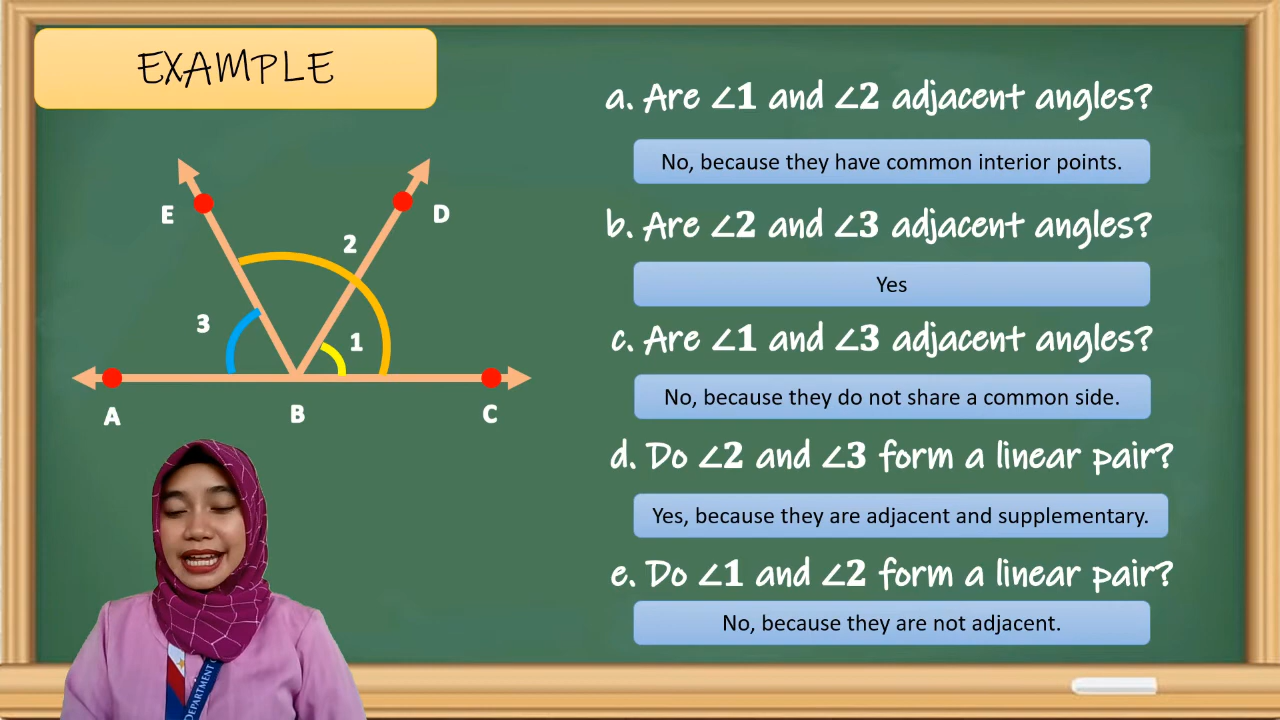 EXAMPLE
E
D
2
3
1
A
B
C
a. Are ∠1 and ∠2 adjacent angles?
No, because they have common interior points.
b. Are ∠2 and ∠3 adjacent angles?
Yes
c. Are ∠1 and ∠3 adjacent angles?
No, because they do not share a common side.
d. Do ∠2 and ∠3 form a linear pair?
Yes, because they are adjacent and supplementary.
e. Do ∠1 and ∠2 form a linear pair?
No, because they are not adjacent.
DEPARTMENT